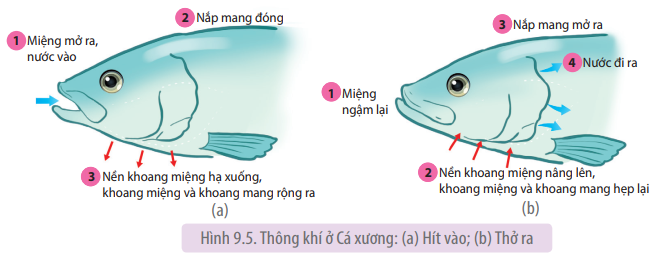 1 Miệng mở ra,
nước vào
2 Nắp mang đóng
3 Nền khoang miệng hạ xuống,
khoang miệng và khoang mang rộng ra
(a)
1 Miệng
ngậm lại
2 Nền khoang miệng nâng lên,
khoang miệng và khoang mang hẹp lại
3 Nắp mang mở ra
4 Nước đi ra
(b)
Hình 9.5. Thông khí ở Cá xương: (a) Hít vào; (b) Thở ra